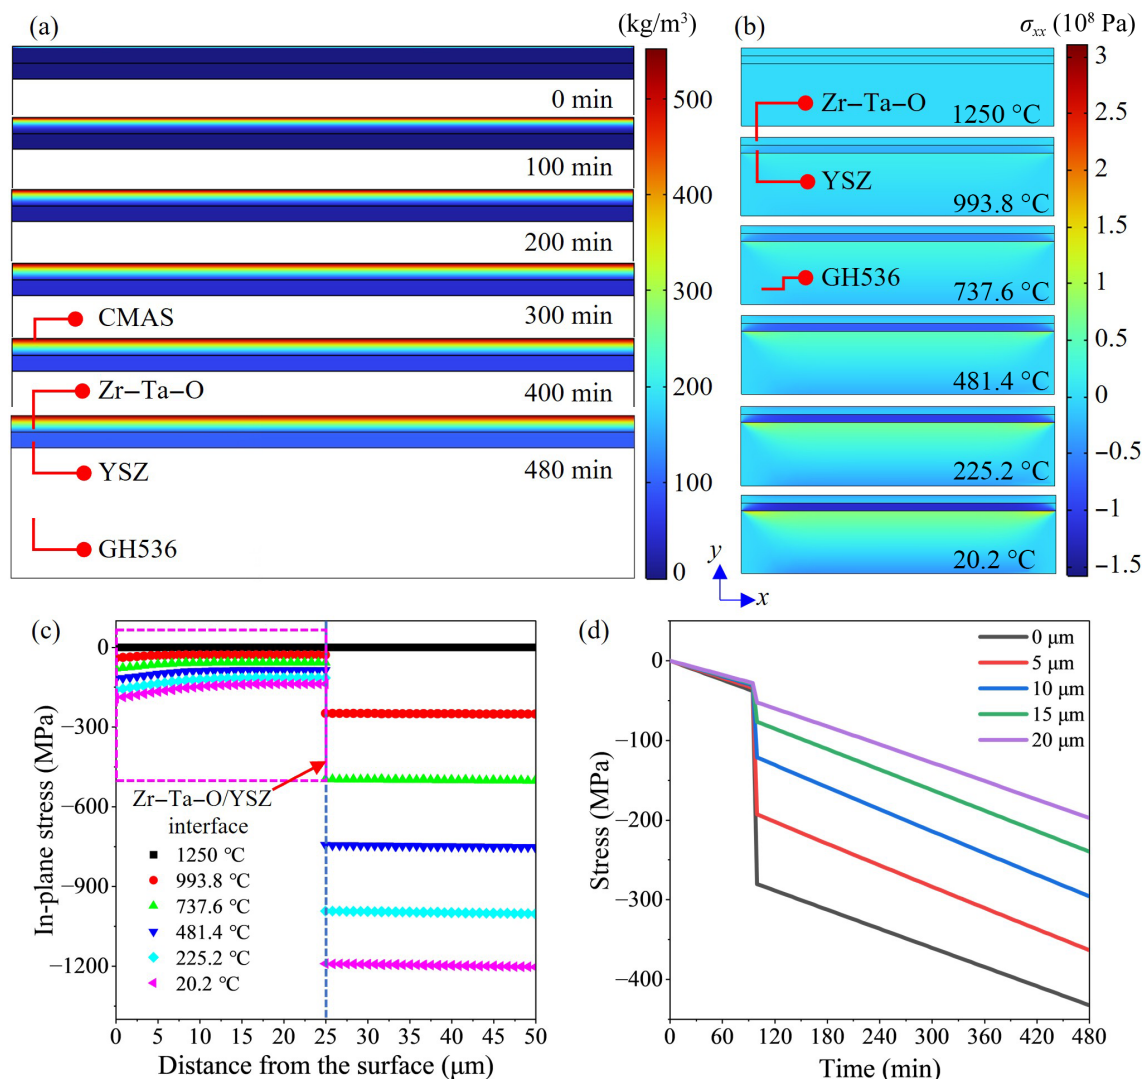 (a)
(kg/m³)
0 min
100 min
200 min
300 min
CMAS
400 min
Zr−Ta−O
480 min
YSZ
GH536
500
400
300
200
100
0
(b)
σxx (10⁸ Pa)
Zr−Ta−O
1250 °C
YSZ
993.8 °C
GH536
737.6 °C
481.4 °C
225.2 °C
20.2 °C
y
x
3
2.5
2
1.5
1
0.5
0
−0.5
−1
−1.5
(c)
In-plane stress (MPa)
0
−300
−600
−900
−1200
Zr−Ta−O/YSZ
interface
1250 ℃
993.8 ℃
737.6 ℃
481.4 ℃
225.2 ℃
20.2 ℃
0 5 10 15 20 25 30 35 40 45 50
Distance from the surface (μm)
(d)
Stress (MPa)
0
−100
−200
−300
−400
0 μm
5 μm
10 μm
15 μm
20 μm
0 60 120 180 240 300 360 420 480
Time (min)